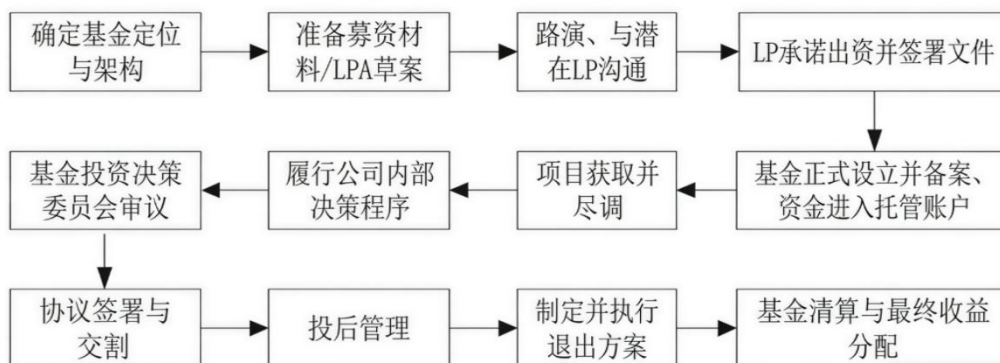 确定基金定位
与架构
准备募资材
料/LPA草案
路演、与潜
在LP沟通
LP承诺出资并签署文件
基金正式设立并备案、
资金进入托管账户
项目获取并
尽调
履行公司内部
决策程序
基金投资决策
委员会审议
协议签署与
交割
投后管理
制定并执行
退出方案
基金清算与最终收益
分配